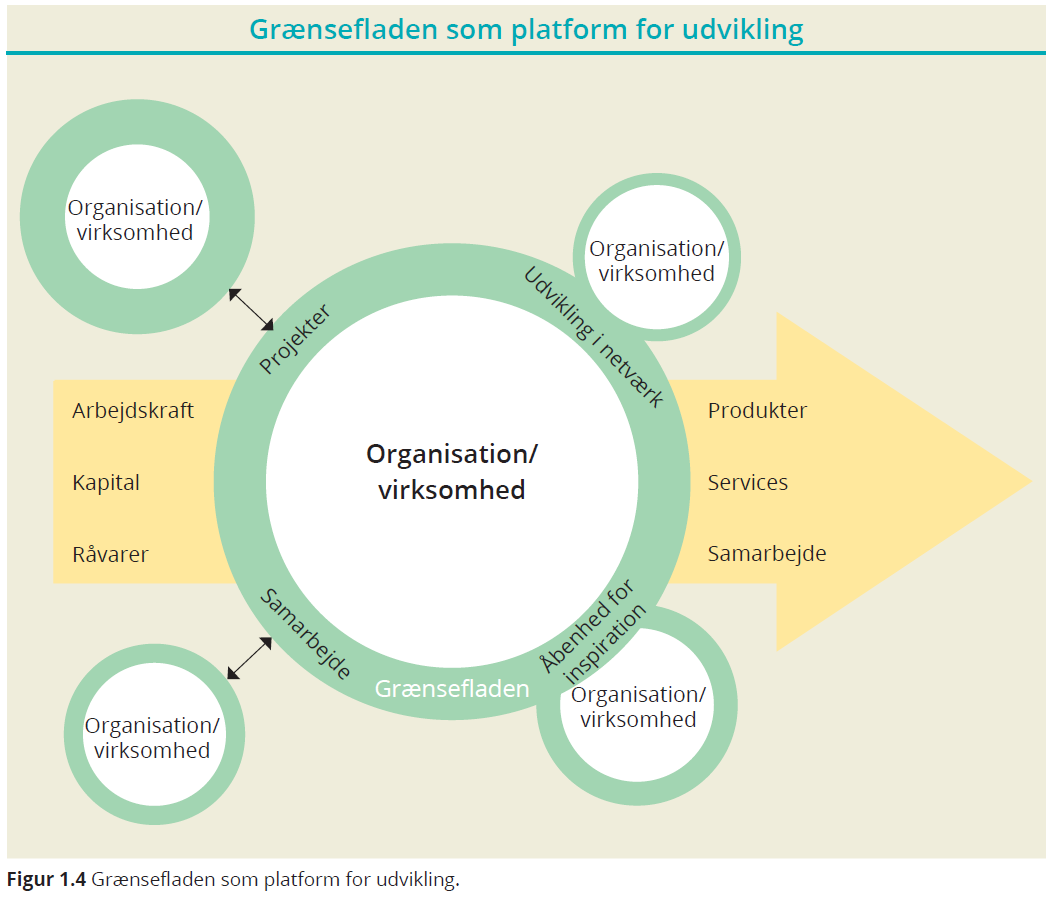 Grænsefladen som platform for udvikling
Organisation/
virksomhed
Organisation/
virksomhed
Projekter
Udvikling i netværk
Arbejdskraft
Kapital
Råvarer
Organisation/
virksomhed
Produkter
Services
Samarbejde
Samarbejde
Åbenhed for
inspiration
Grænsefladen
Organisation/
virksomhed
Organisation/
virksomhed
Figur 1.4 Grænsefladen som platform for udvikling.